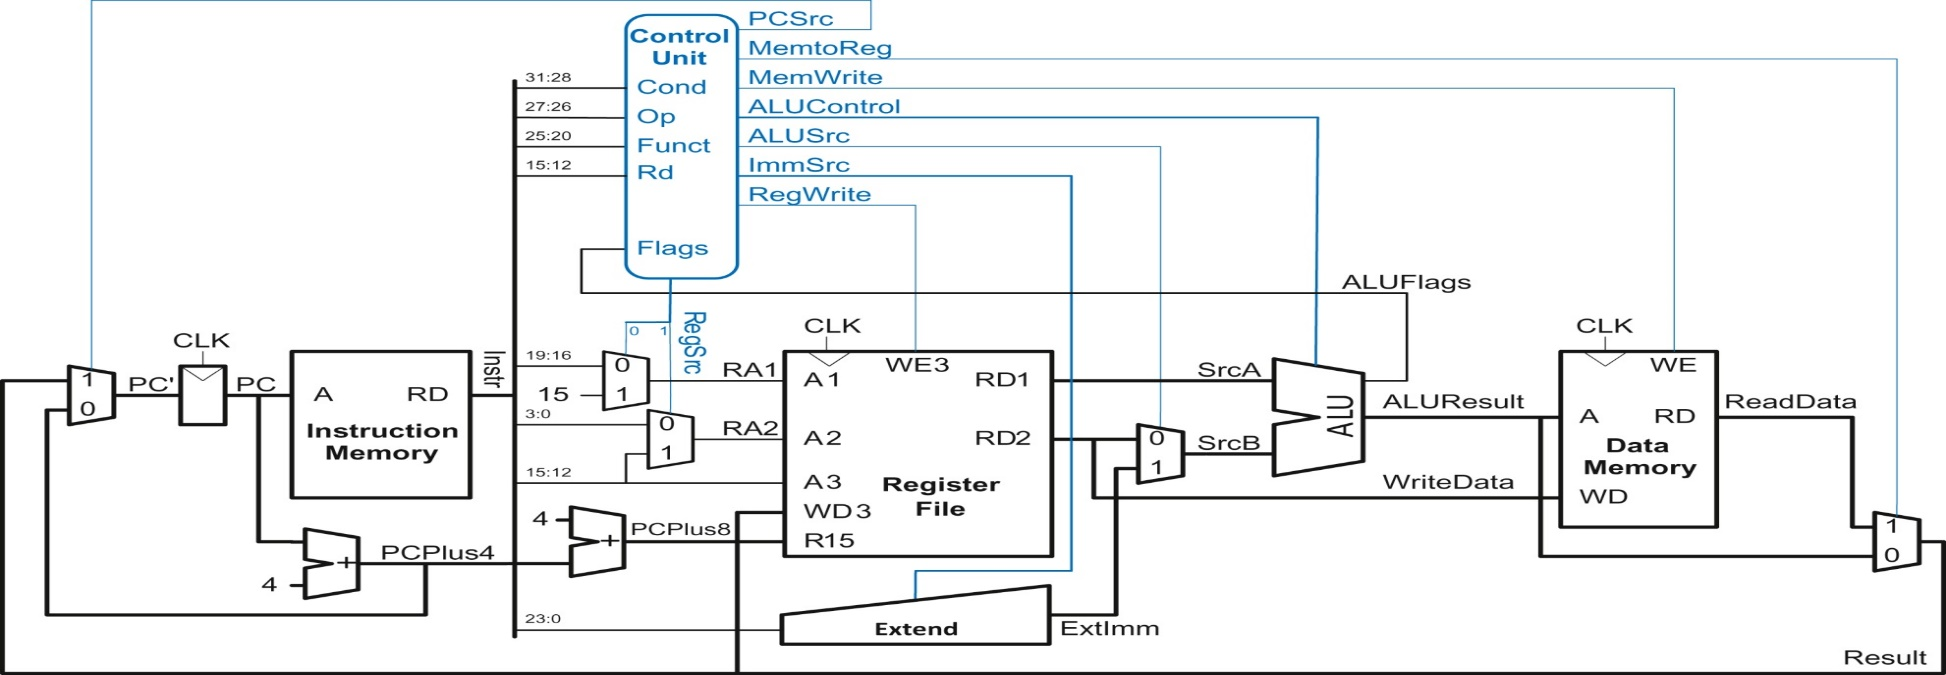 PCSrc
Control
Unit
MemtoReg
31:28
Cond
MemWrite
27:26
Op
ALUControl
25:20
Funct
ALUSrc
15:12
Rd
ImmSrc
RegWrite
Flags
ALUFlags
0 1
RegSrc
CLK
CLK
CLK
1
0
PC'
PC
A
RD
Instruction
Memory
Instr
19:16
15
0
1
3:0
0
1
RA1
RA2
15:12
A1
WE3
RD1
A2
RD2
A3
Register
File
WD3
R15
SrcA
0
1
SrcB
ALU
ALUResult
WriteData
A
WE
RD
Data
Memory
WD
ReadData
1
0
4
+
PCPlus4
4
+
PCPlus8
23:0
Extend
ExtImm
Result